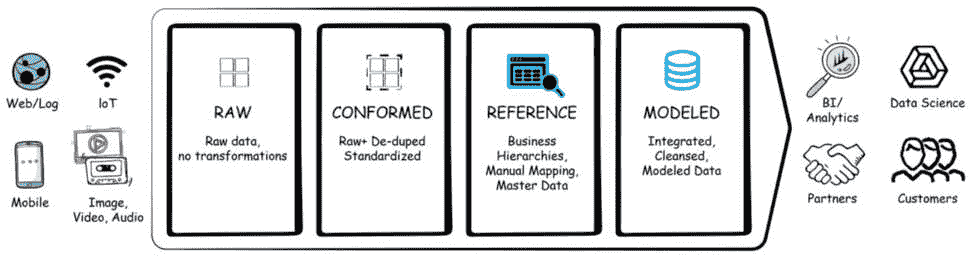 Web/Log
IoT
Mobile
Image,
Video, Audio
RAW
Raw data,
no transformations
CONFORMED
Raw+ De-duped
Standardized
REFERENCE
Business
Hierarchies,
Manual Mapping,
Master Data
MODELED
Integrated,
Cleansed,
Modeled Data
BI/
Analytics
Data Science
Partners
Customers